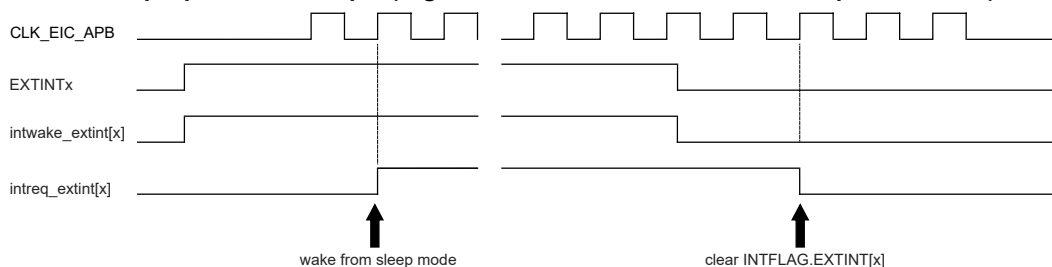 CLK_EIC_APB
EXTINTx
intwake_extint[x]
intreq_extint[x]
wake from sleep mode
clear INTFLAG.EXTINT[x]